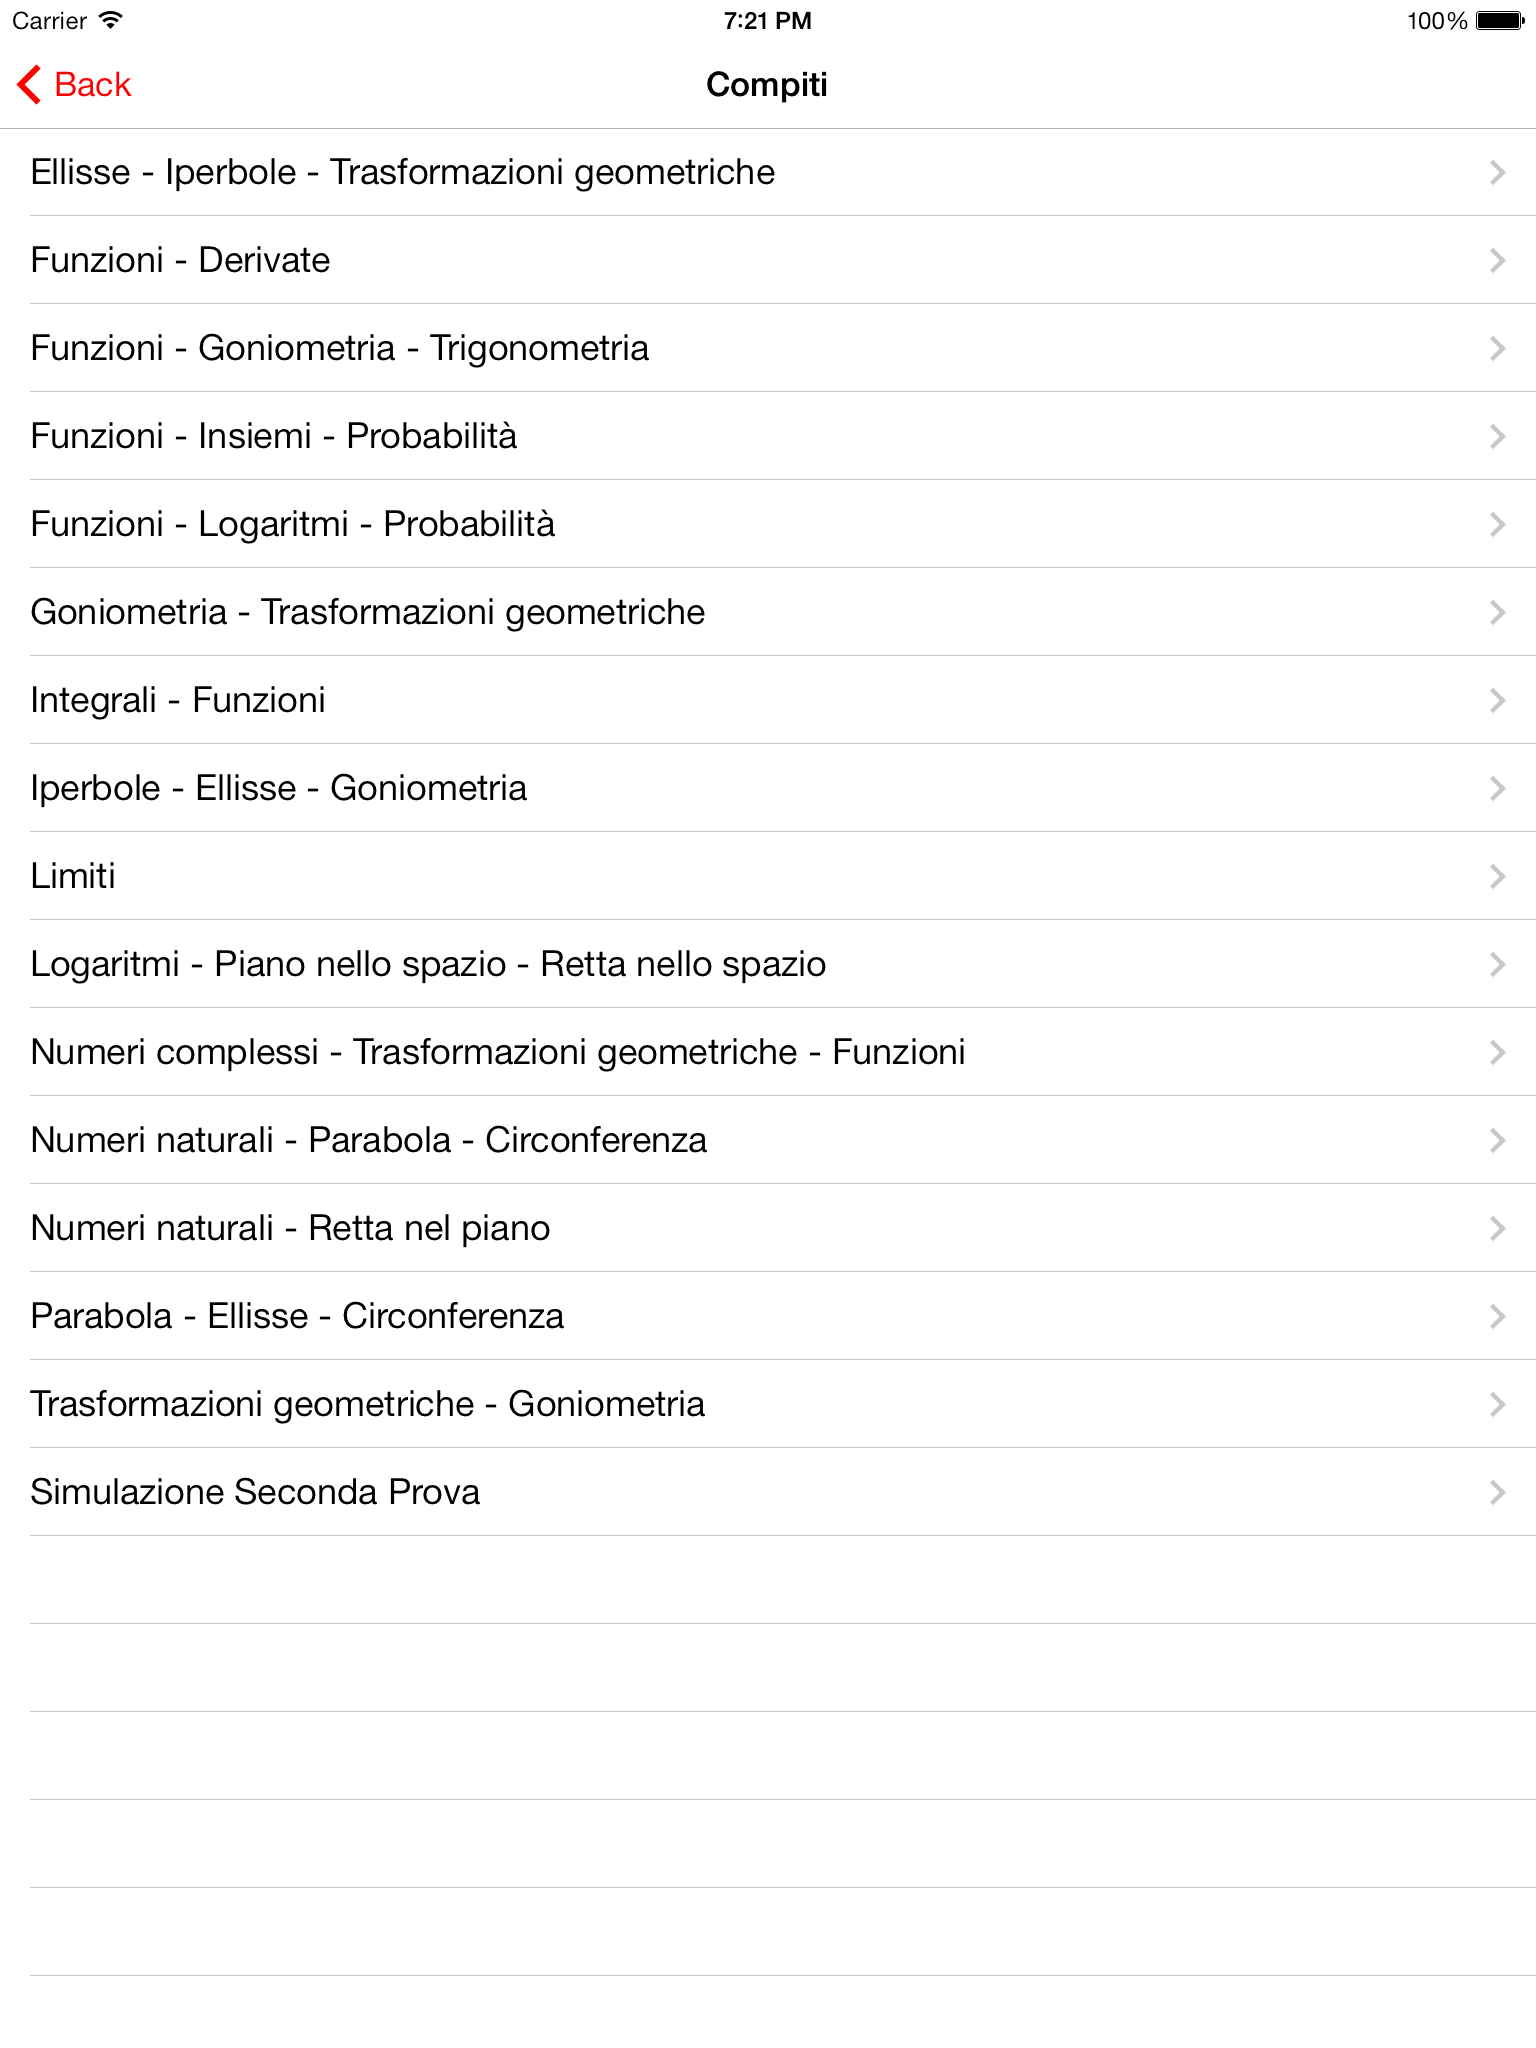 Carrier 7:21 PM 100%
Back Compiti
Ellisse - Iperbole - Trasformazioni geometriche
Funzioni - Derivate
Funzioni - Goniometria - Trigonometria
Funzioni - Insiemi - Probabilità
Funzioni - Logaritmi - Probabilità
Goniometria - Trasformazioni geometriche
Integrali - Funzioni
Iperbole - Ellisse - Goniometria
Limiti
Logaritmi - Piano nello spazio - Retta nello spazio
Numeri complessi - Trasformazioni geometriche - Funzioni
Numeri naturali - Parabola - Circonferenza
Numeri naturali - Retta nel piano
Parabola - Ellisse - Circonferenza
Trasformazioni geometriche - Goniometria
Simulazione Seconda Prova